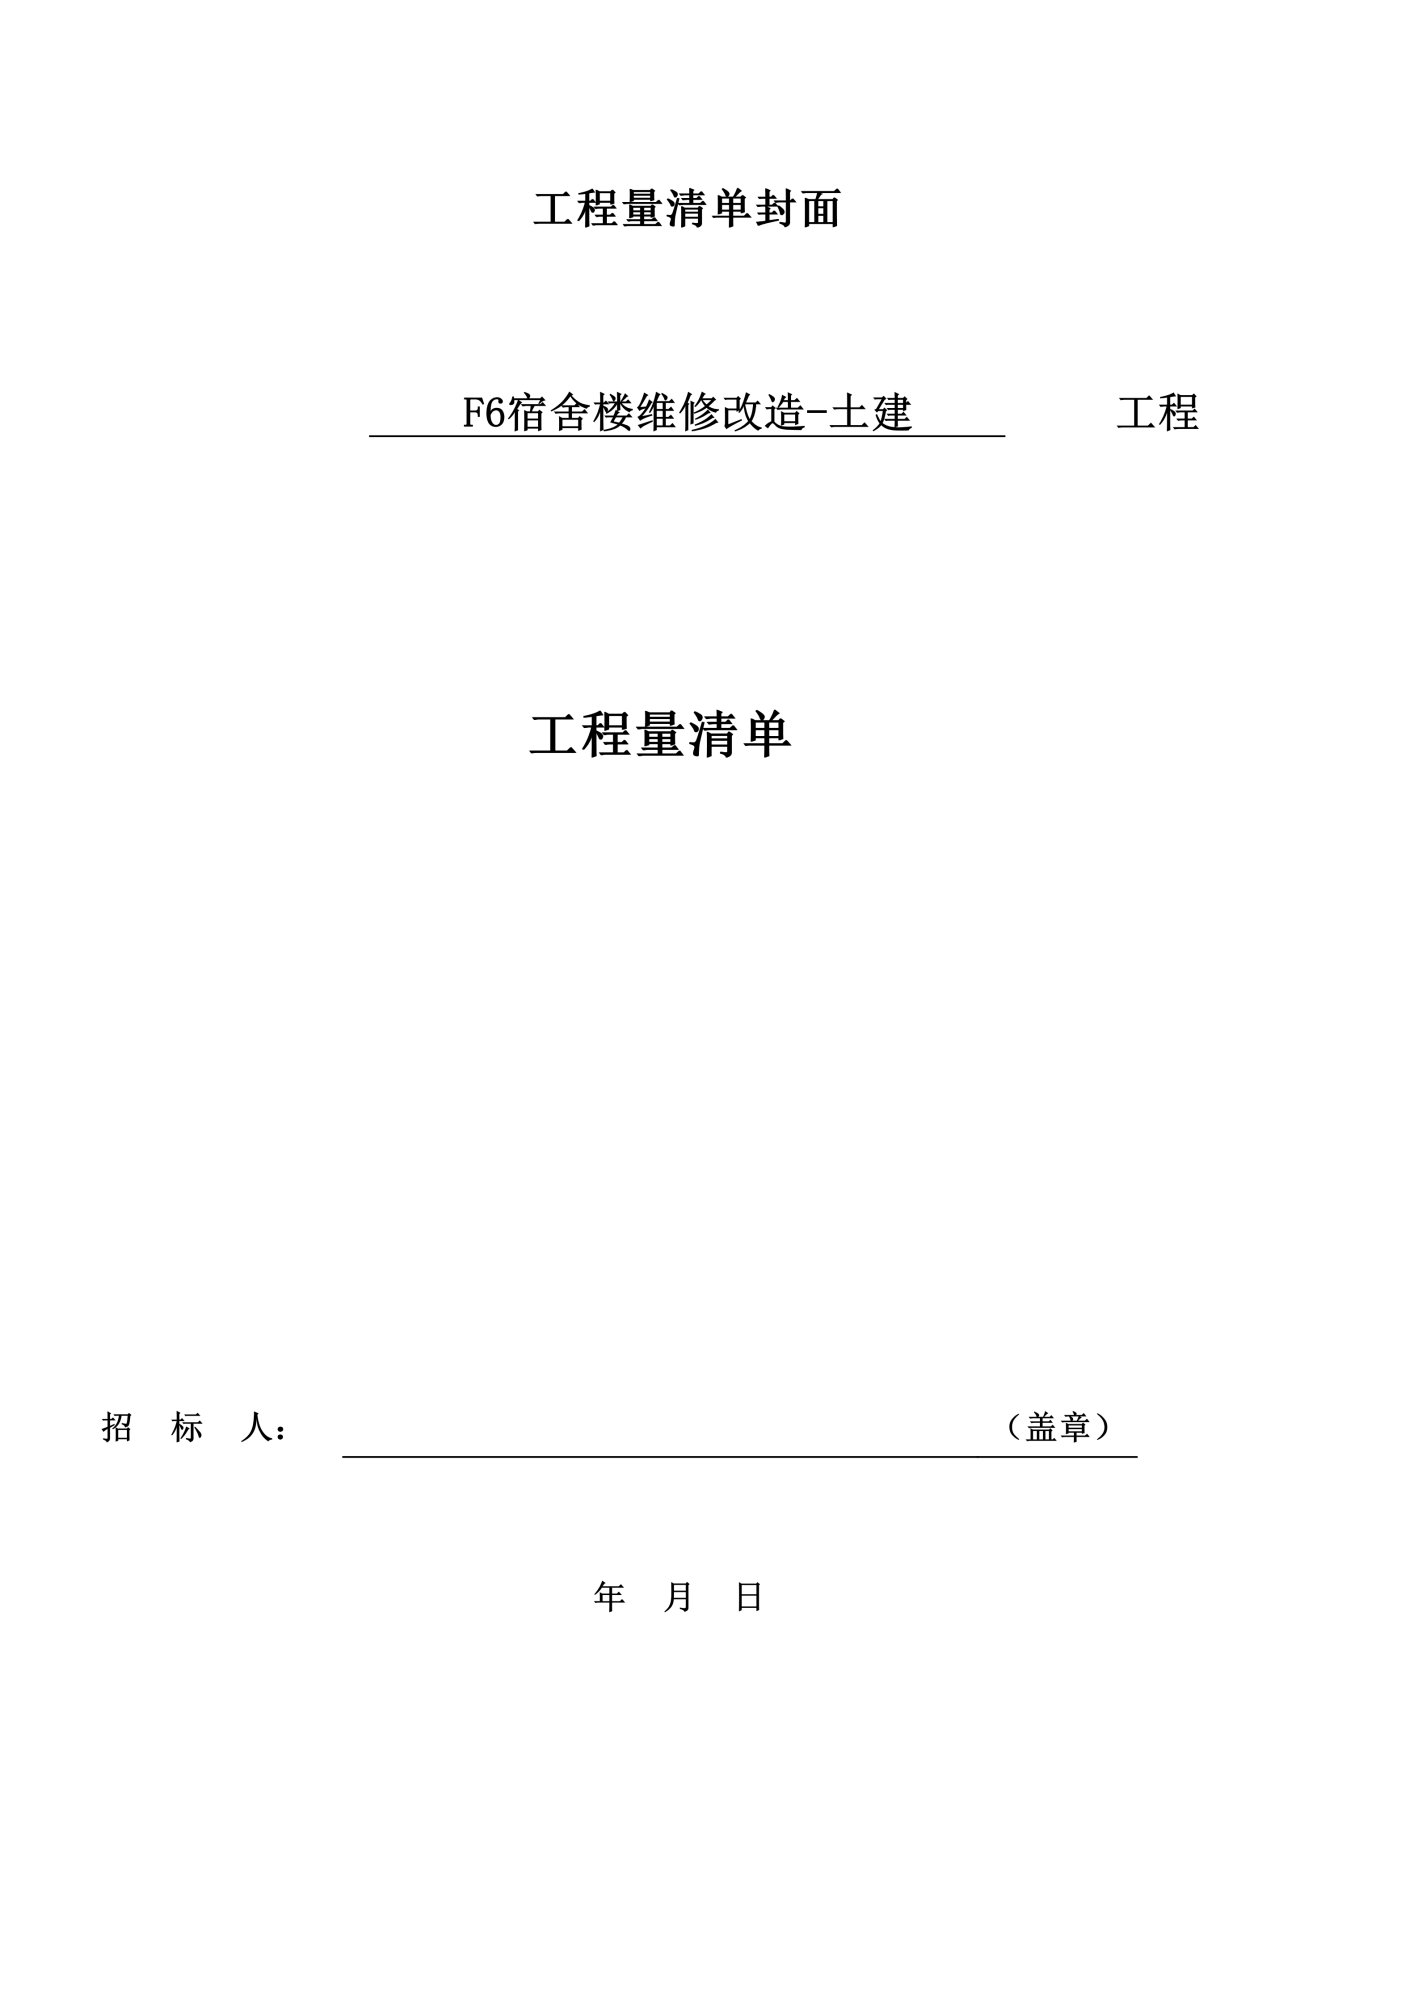 工程量清单封面
F6宿舍楼维修改造-土建 工程
工程量清单
招 标 人： （盖章）
年 月 日